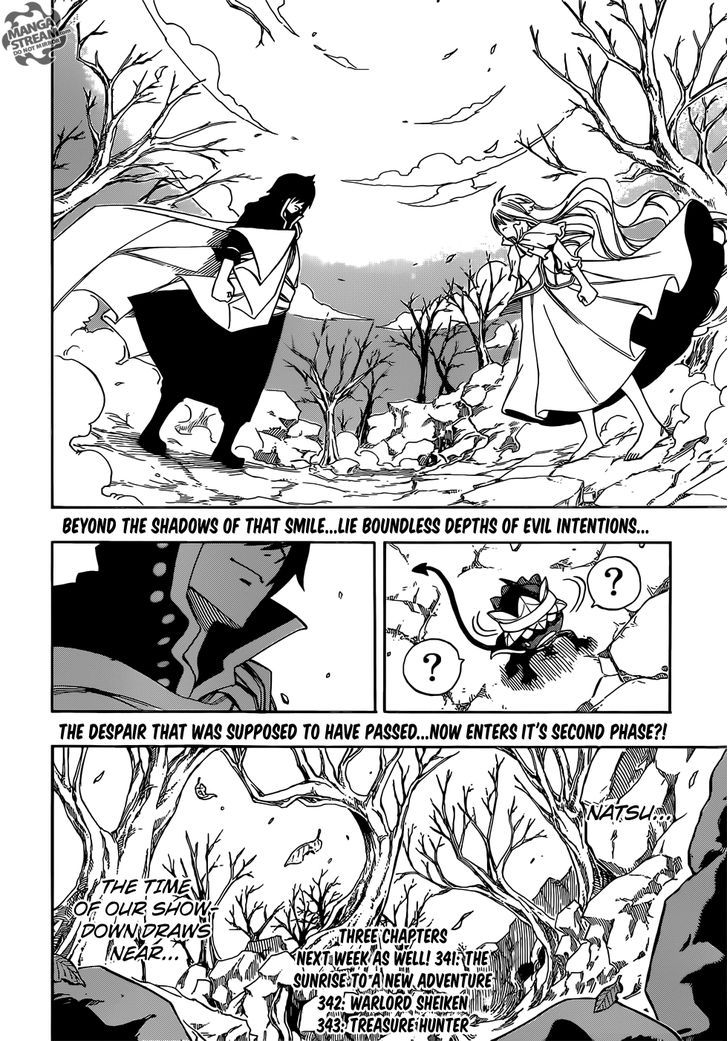 MANGA
STREAM.com
DO NOT MIRROR
BEYOND THE SHADOWS OF THAT SMILE...LIE BOUNDLESS DEPTHS OF EVIL INTENTIONS...
?
?
THE DESPAIR THAT WAS SUPPOSED TO HAVE PASSED...NOW ENTERS IT'S SECOND PHASE?!
NATSU...
THE TIME
OF OUR SHOW-
DOWN DRAWS
NEAR...
THREE CHAPTERS
NEXT WEEK AS WELL! 341: THE
SUNRISE TO A NEW ADVENTURE
342: WARLORD SHEIKEN
343: TREASURE HUNTER